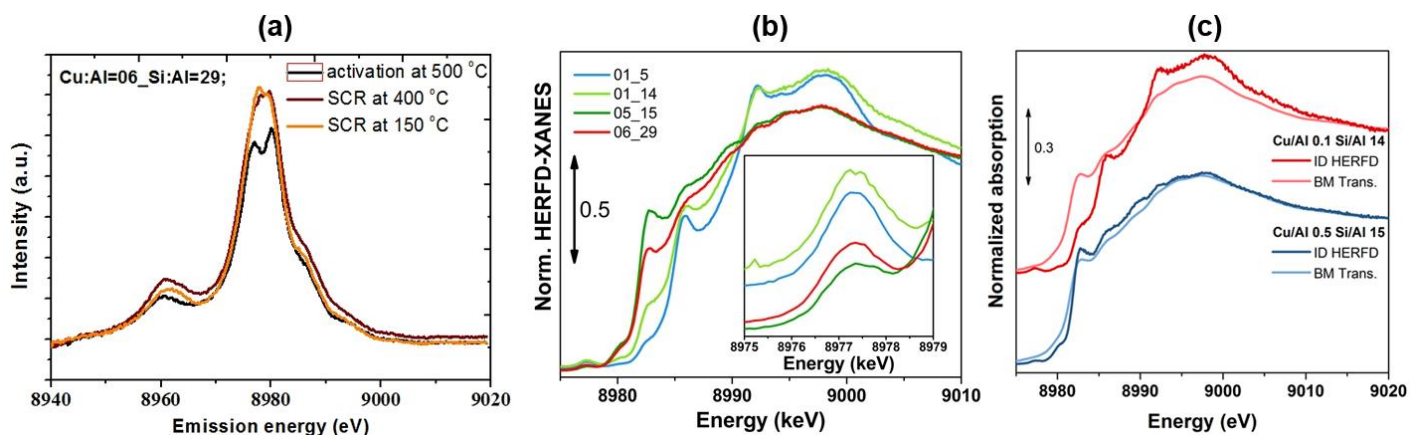 (a)
Cu:Al=06_Si:Al=29;
activation at 500 °C
SCR at 400 °C
SCR at 150 °C
Intensity (a.u.)
8940 8960 8980 9000 9020
Emission energy (eV)
(b)
01_5
01_14
05_15
06_29
Norm. HERFD-XANES
0.5
8975 8976 8977 8978 8979
Energy (keV)
8980 8990 9000 9010
Energy (keV)
(c)
Normalized absorption
0.3
Cu/Al 0.1 Si/Al 14
ID HERFD
BM Trans.
Cu/Al 0.5 Si/Al 15
ID HERFD
BM Trans.
8980 8990 9000 9010 9020
Energy (eV)